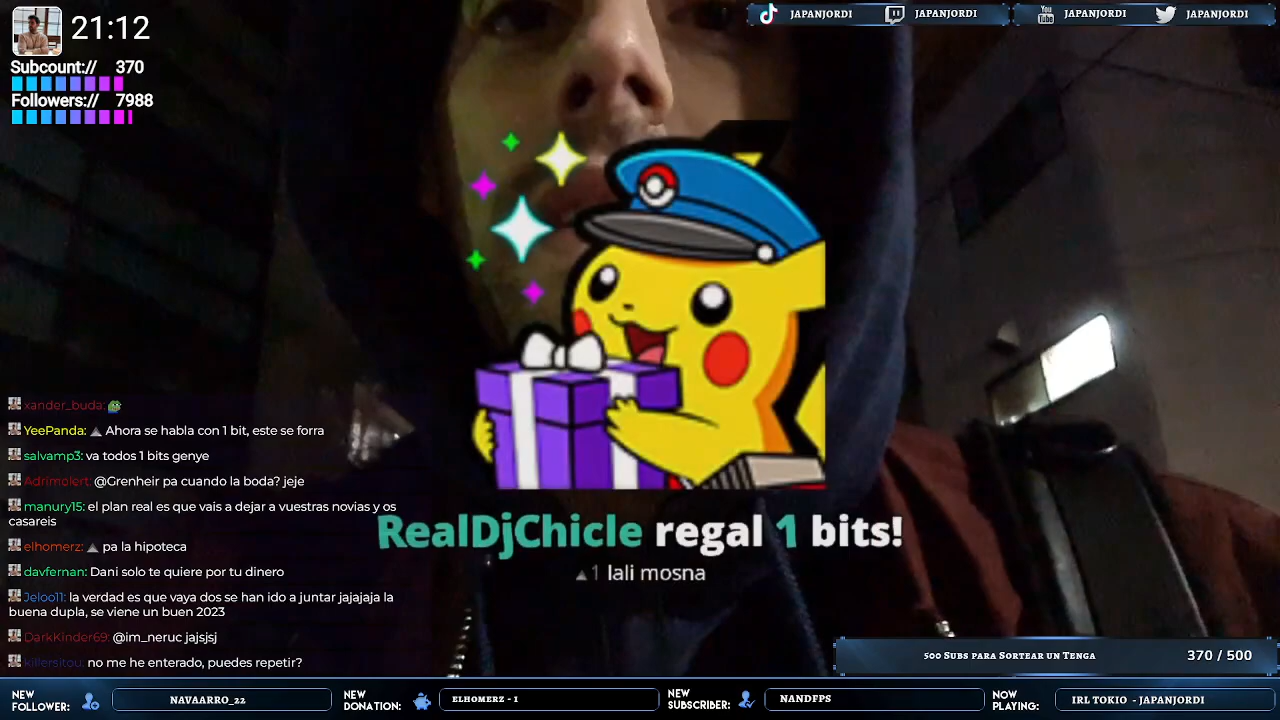 21:12
JAPANJORDI
JAPANJORDI
You Tube JAPANJORDI
JAPANJORDI
Subcount:// 370
Followers:// 7988
xander_buda:
YeePanda: Ahora se habla con 1 bit, este se forra
salvamp3: va todos 1 bits genye
Adrimolert: @Grenheir pa cuando la boda? jeje
manury15: el plan real es que vais a dejar a vuestras novias y os
casareis
elhomerz: pa la hipoteca
davfernan: Dani solo te quiere por tu dinero
Jeloo11: la verdad es que vaya dos se han ido a juntar jajajaja la
buena dupla, se viene un buen 2023
DarkKinder69: @im_neruc jajsjsj
killersitou: no me he enterado, puedes repetir?
RealDjChicle regal 1 bits!
1 lali mosna
500 SUBS PARA SORTEAR UN TENGA 370 / 500
NEW FOLLOWER: NAVAARRO_22
NEW DONATION: ELHOMERZ - 1
NEW SUBSCRIBER: NANDFPS
NOW PLAYING: IRL TOKIO - JAPANJORDI